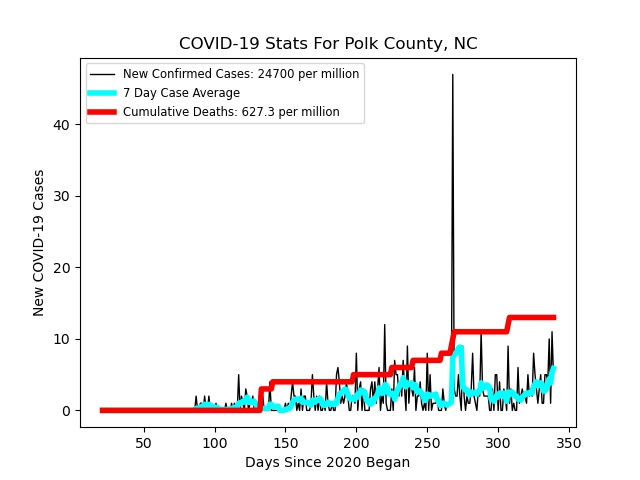 COVID-19 Stats For Polk County, NC
New Confirmed Cases: 24700 per million
7 Day Case Average
Cumulative Deaths: 627.3 per million
New COVID-19 Cases
40
30
20
10
0
50 100 150 200 250 300 350
Days Since 2020 Began